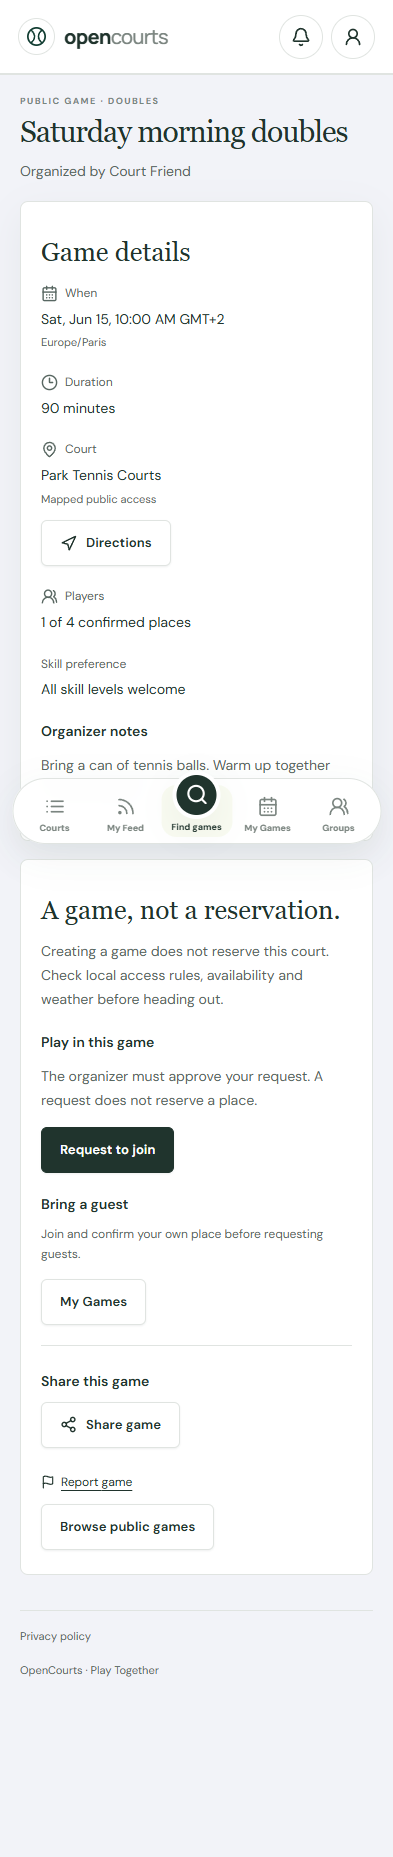 opencourts
PUBLIC GAME · DOUBLES
Saturday morning doubles
Organized by Court Friend
Game details
When
Sat, Jun 15, 10:00 AM GMT+2
Europe/Paris
Duration
90 minutes
Court
Park Tennis Courts
Mapped public access
Directions
Players
1 of 4 confirmed places
Skill preference
All skill levels welcome
Organizer notes
Bring a can of tennis balls. Warm up together
Courts
My Feed
Find games
My Games
Groups
A game, not a reservation.
Creating a game does not reserve this court.
Check local access rules, availability and
weather before heading out.
Play in this game
The organizer must approve your request. A
request does not reserve a place.
Request to join
Bring a guest
Join and confirm your own place before requesting
guests.
My Games
Share this game
Share game
Report game
Browse public games
Privacy policy
OpenCourts · Play Together